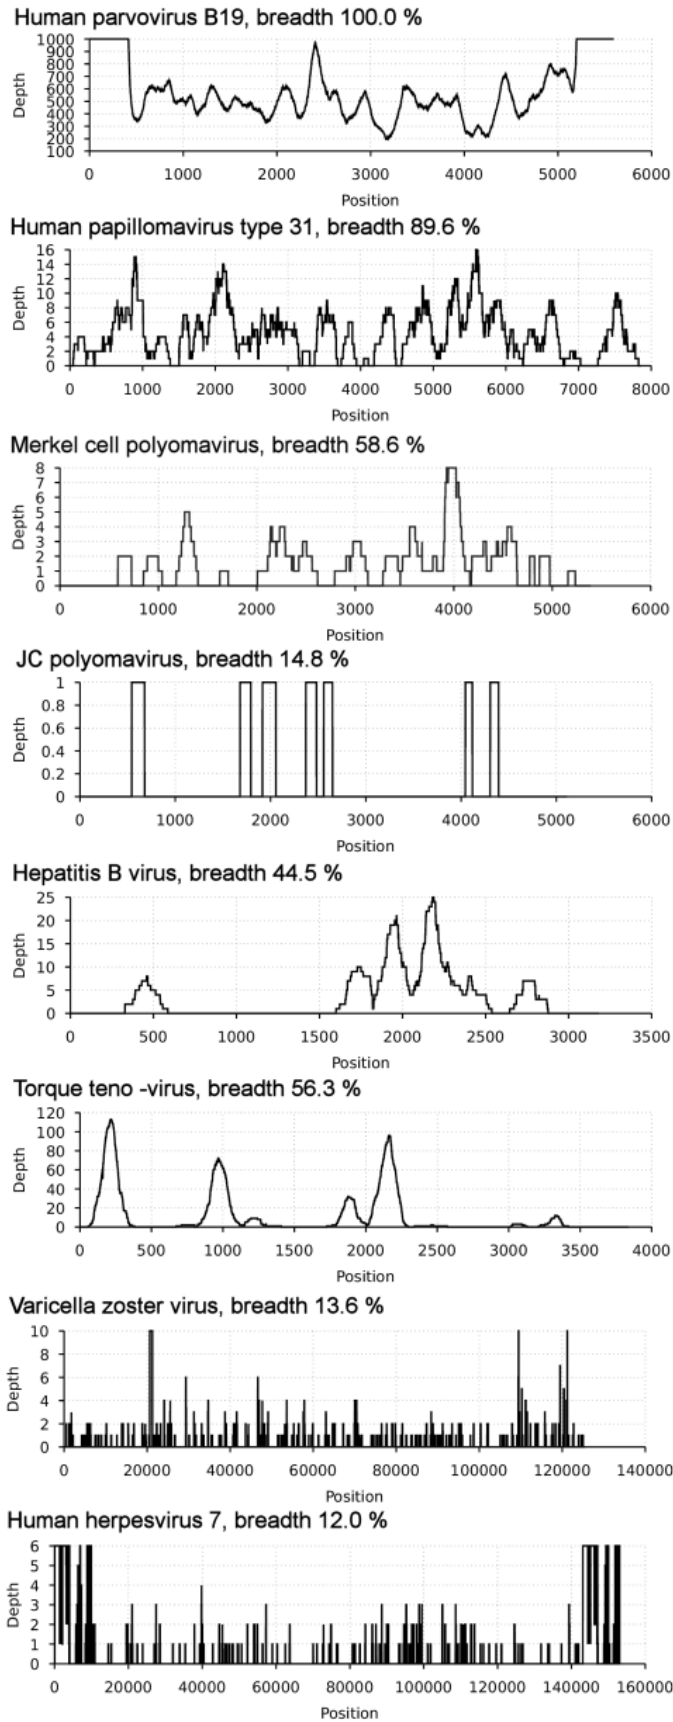 Human parvovirus B19, breadth 100.0 %
1000
900
800
700
600
500
400
300
200
100
Depth
0 1000 2000 3000 4000 5000 6000
Position
Human papillomavirus type 31, breadth 89.6 %
16
14
12
10
8
6
4
2
0
Depth
0 1000 2000 3000 4000 5000 6000 7000 8000
Position
Merkel cell polyomavirus, breadth 58.6 %
8
7
6
5
4
3
2
1
0
Depth
0 1000 2000 3000 4000 5000 6000
Position
JC polyomavirus, breadth 14.8 %
1
0.8
0.6
0.4
0.2
0
Depth
0 1000 2000 3000 4000 5000 6000
Position
Hepatitis B virus, breadth 44.5 %
25
20
15
10
5
0
Depth
0 500 1000 1500 2000 2500 3000 3500
Position
Torque teno -virus, breadth 56.3 %
120
100
80
60
40
20
0
Depth
0 500 1000 1500 2000 2500 3000 3500 4000
Position
Varicella zoster virus, breadth 13.6 %
10
8
6
4
2
0
Depth
0 20000 40000 60000 80000 100000 120000 140000
Position
Human herpesvirus 7, breadth 12.0 %
6
5
4
3
2
1
0
Depth
0 20000 40000 60000 80000 100000 120000 140000 160000
Position